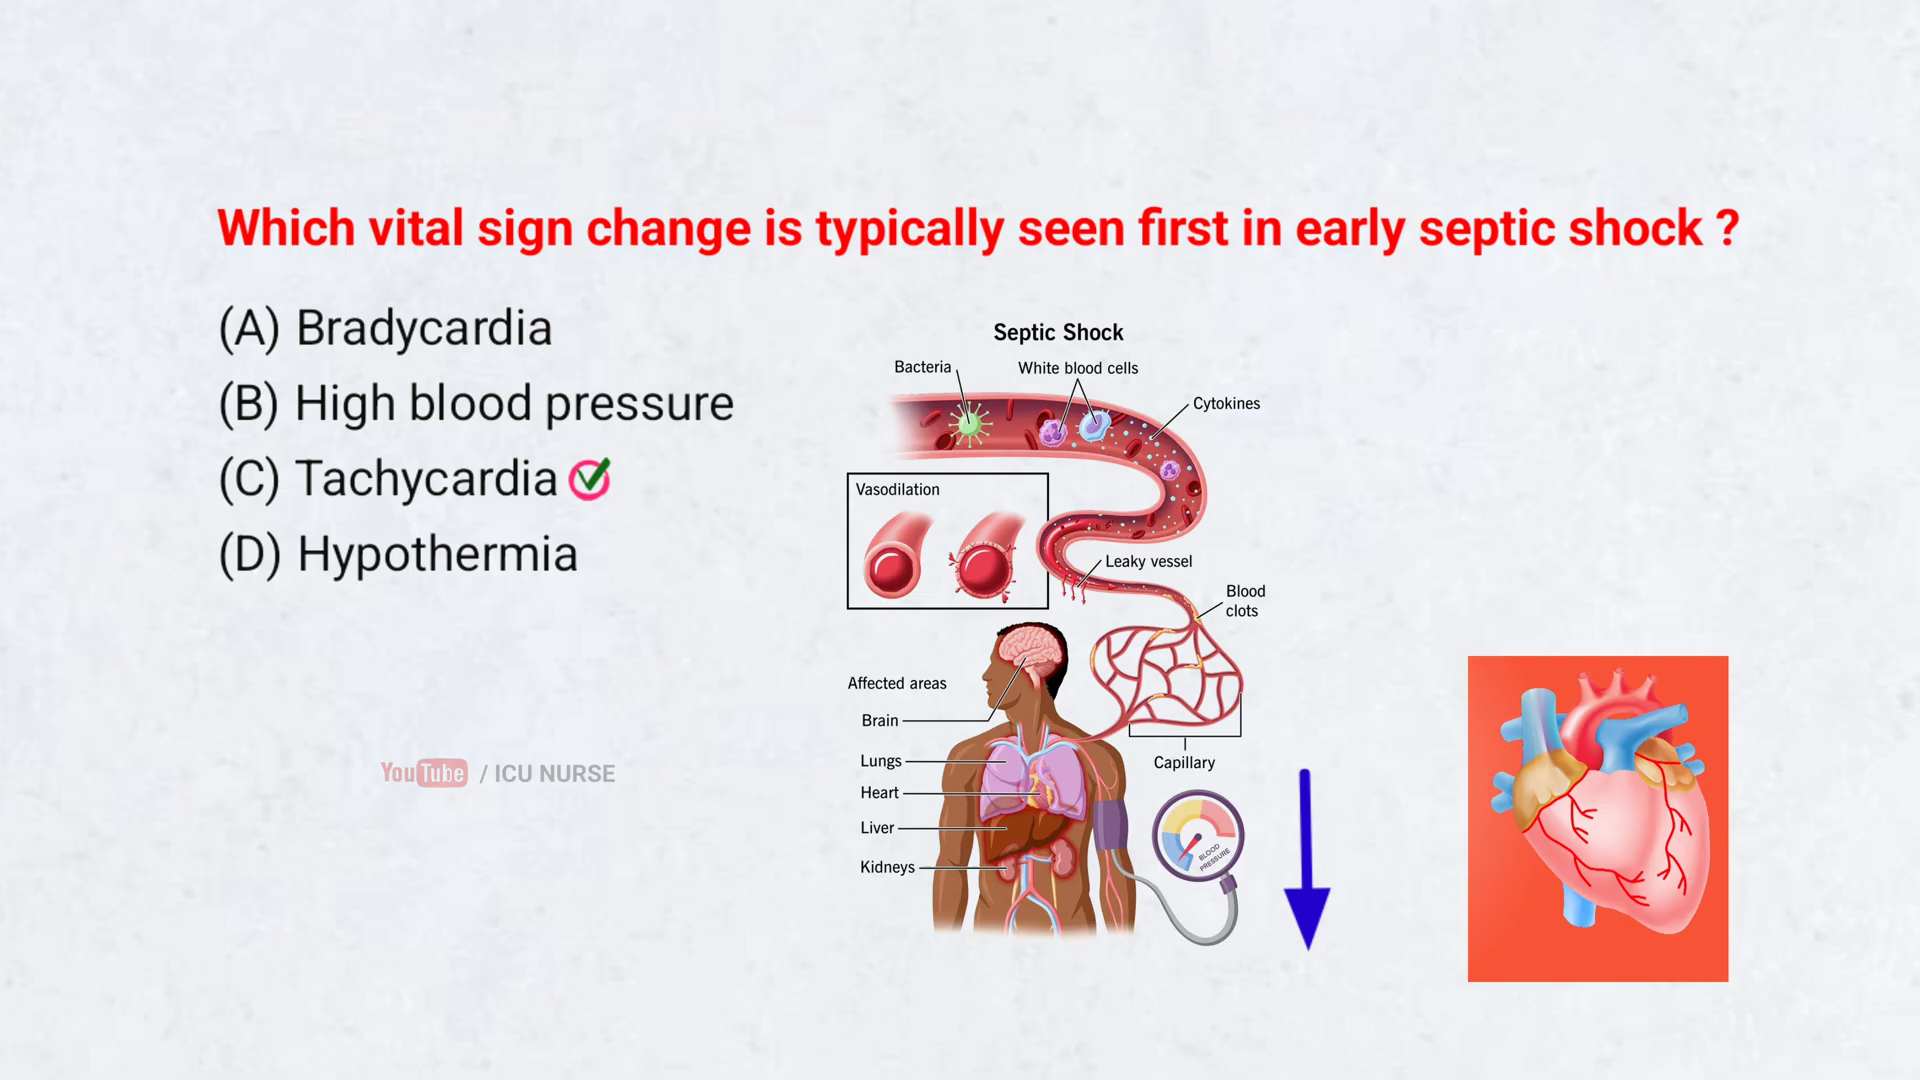 Which vital sign change is typically seen first in early septic shock ?
(A) Bradycardia
(B) High blood pressure
(C) Tachycardia
(D) Hypothermia
Septic Shock
Bacteria
White blood cells
Cytokines
Vasodilation
Leaky vessel
Blood
clots
Affected areas
Brain
Lungs
Heart
Liver
Kidneys
Capillary
BLOOD
PRESSURE
YouTube / ICU NURSE